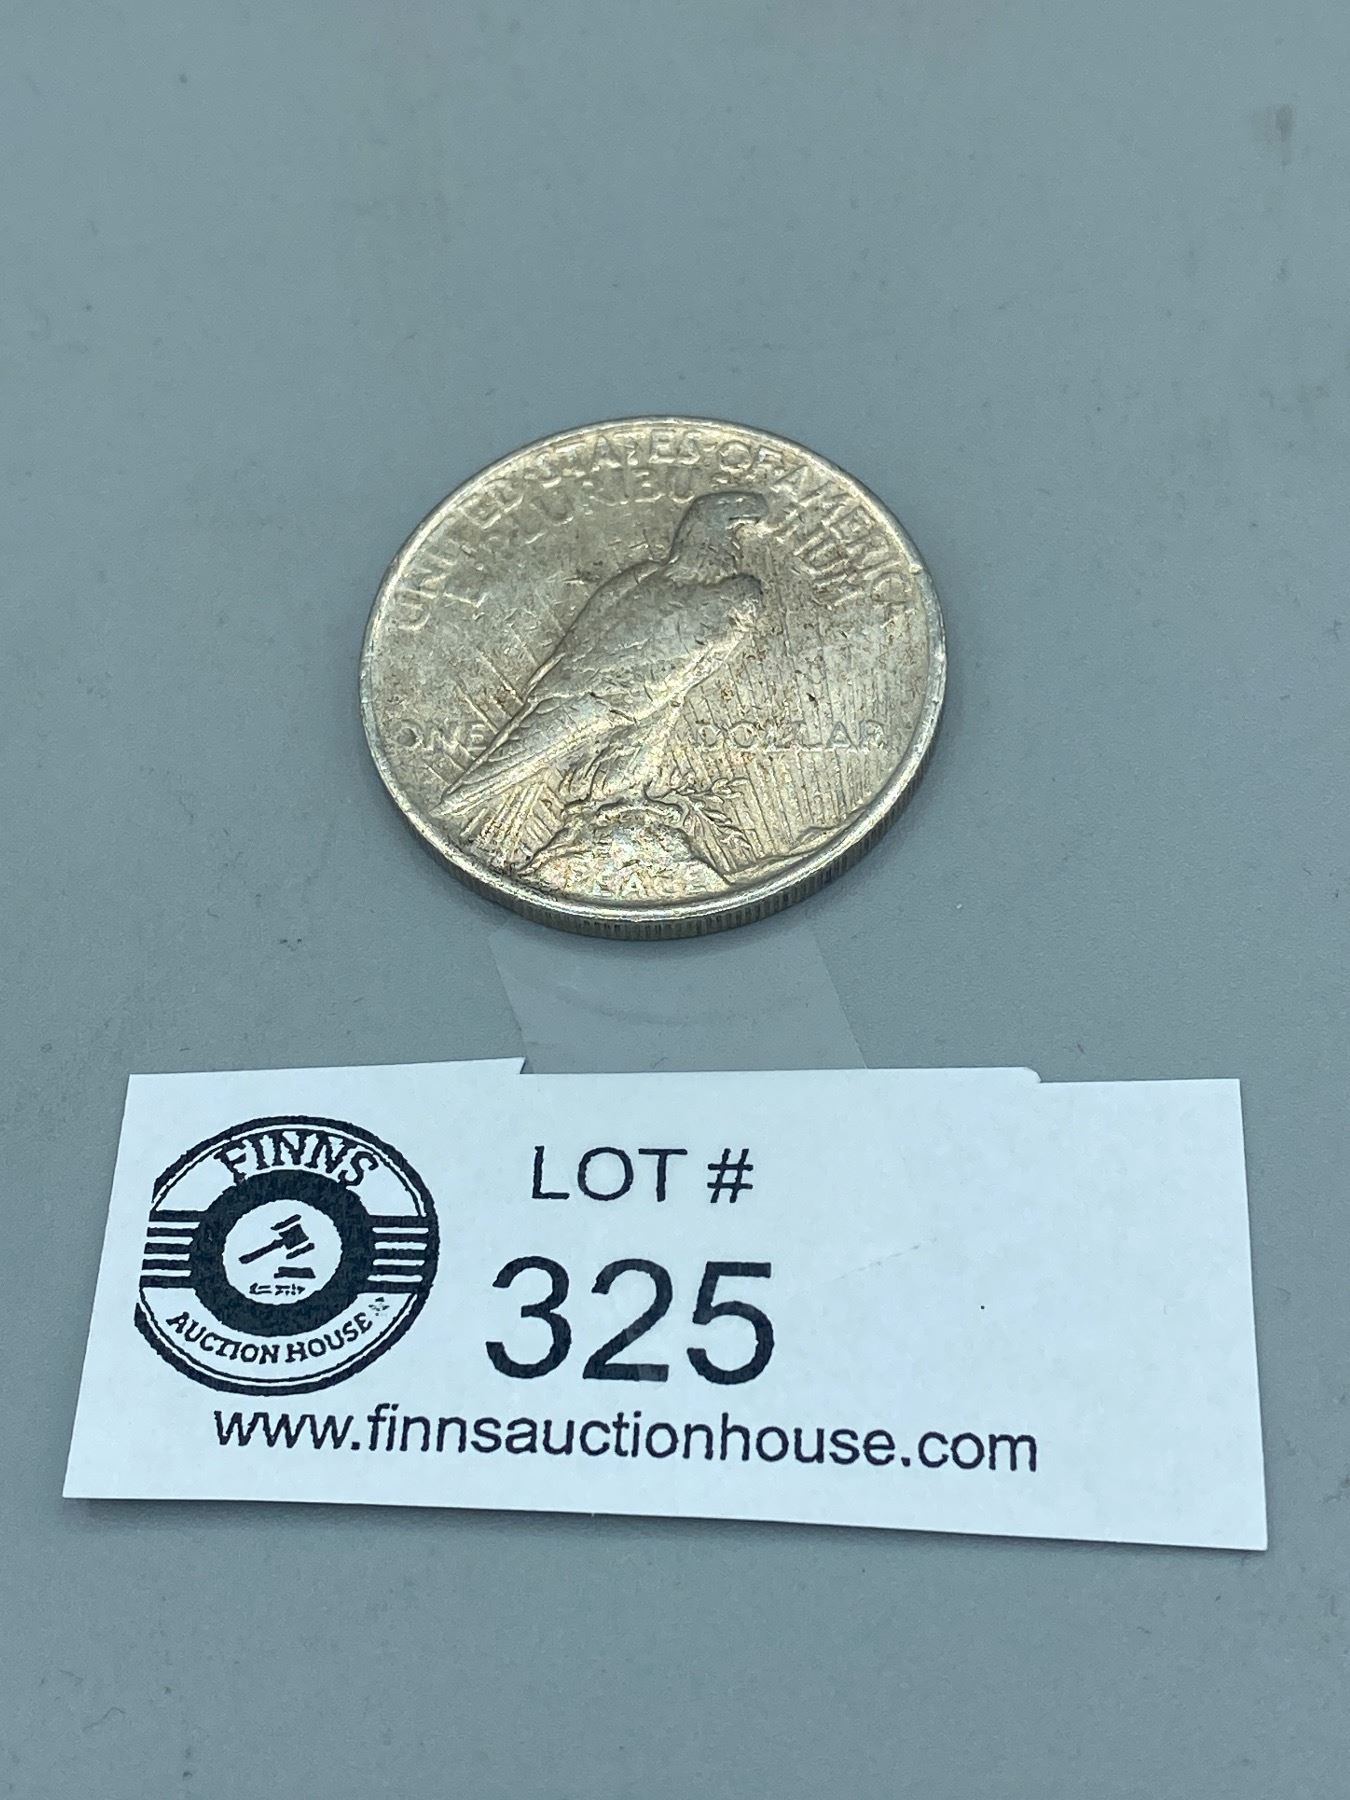 UNITED·STATES·OF·AMERICA
E PLURIBUS UNUM
ONE DOLLAR
PEACE
FINNS
AUCTION HOUSE
LOT #
325
www.finnsauctionhouse.com